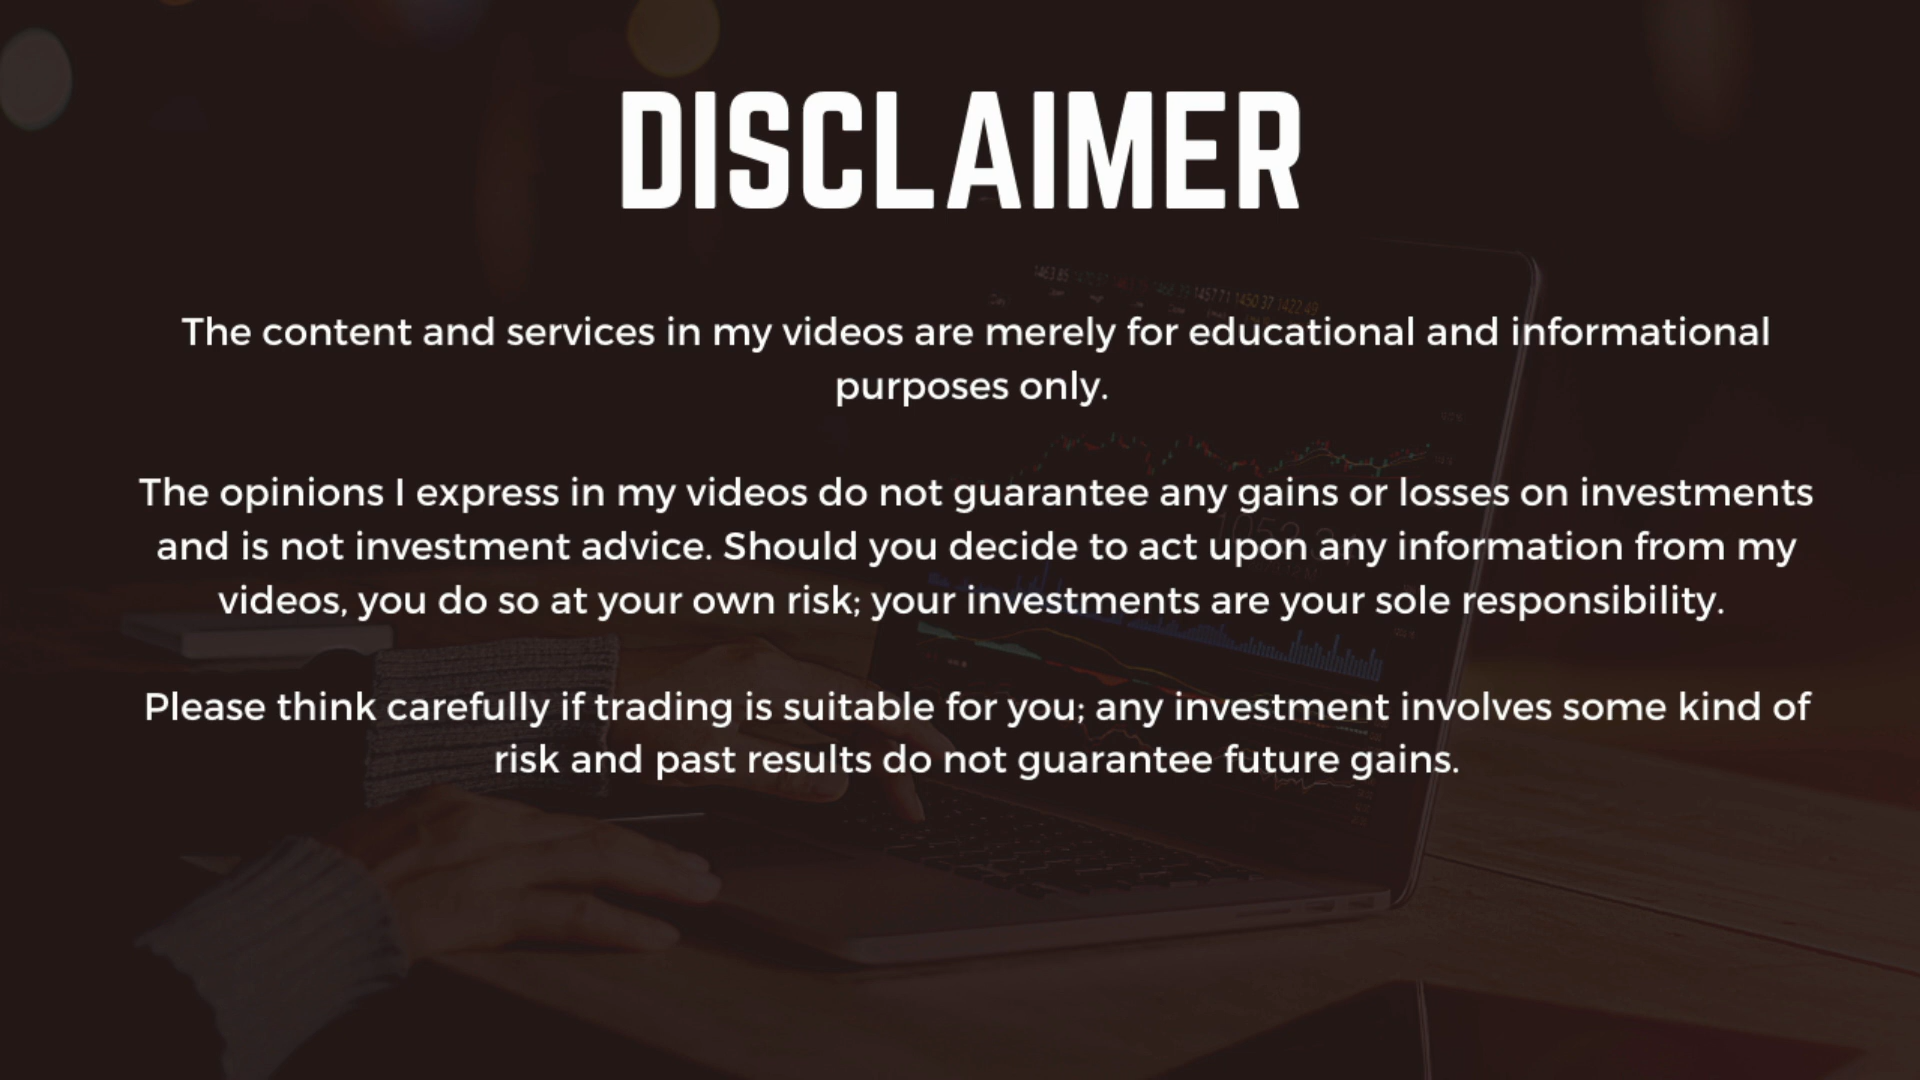 DISCLAIMER
The content and services in my videos are merely for educational and informational
purposes only.
The opinions I express in my videos do not guarantee any gains or losses on investments
and is not investment advice. Should you decide to act upon any information from my
videos, you do so at your own risk; your investments are your sole responsibility.
Please think carefully if trading is suitable for you; any investment involves some kind of
risk and past results do not guarantee future gains.